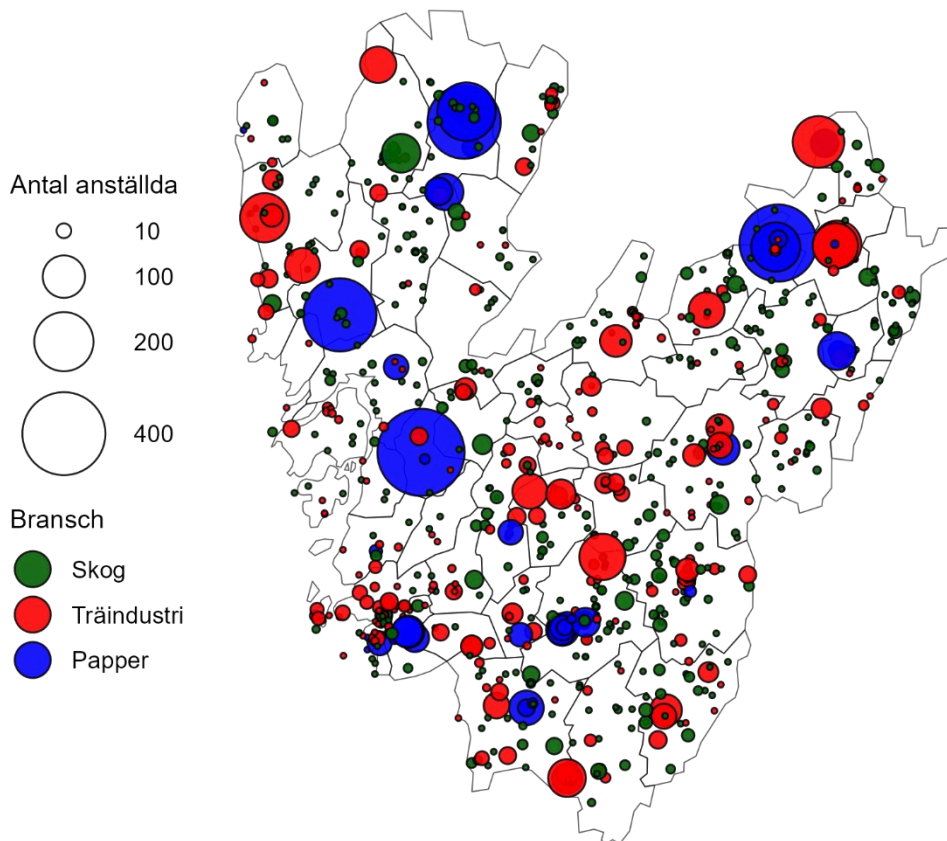 Antal anställda
10
100
200
400
Bransch
Skog
Träindustri
Papper